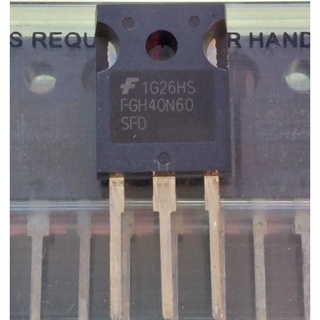 S REQU R HAND
1G26HS
FGH40N60
SFD